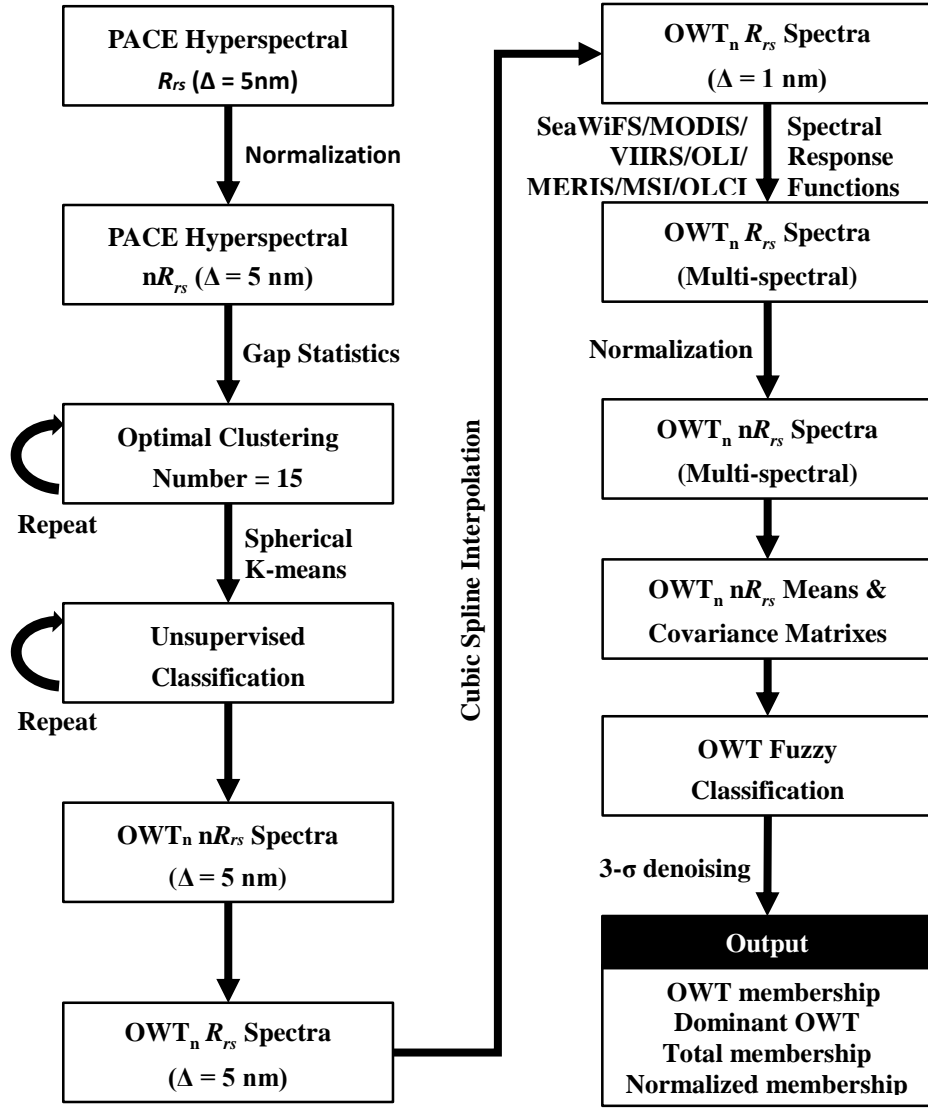 PACE Hyperspectral
Rrs (Δ = 5nm)
Normalization
PACE Hyperspectral
nRrs (Δ = 5 nm)
Gap Statistics
Optimal Clustering
Number = 15
Repeat
Spherical
K-means
Unsupervised
Classification
Repeat
OWTn nRrs Spectra
(Δ = 5 nm)
OWTn Rrs Spectra
(Δ = 5 nm)
Cubic Spline Interpolation
OWTn Rrs Spectra
(Δ = 1 nm)
SeaWiFS/MODIS/
VIIRS/OLI/
MERIS/MSI/OLCI
Spectral
Response
Functions
OWTn Rrs Spectra
(Multi-spectral)
Normalization
OWTn nRrs Spectra
(Multi-spectral)
OWTn nRrs Means &
Covariance Matrixes
OWT Fuzzy
Classification
3-σ denoising
Output
OWT membership
Dominant OWT
Total membership
Normalized membership